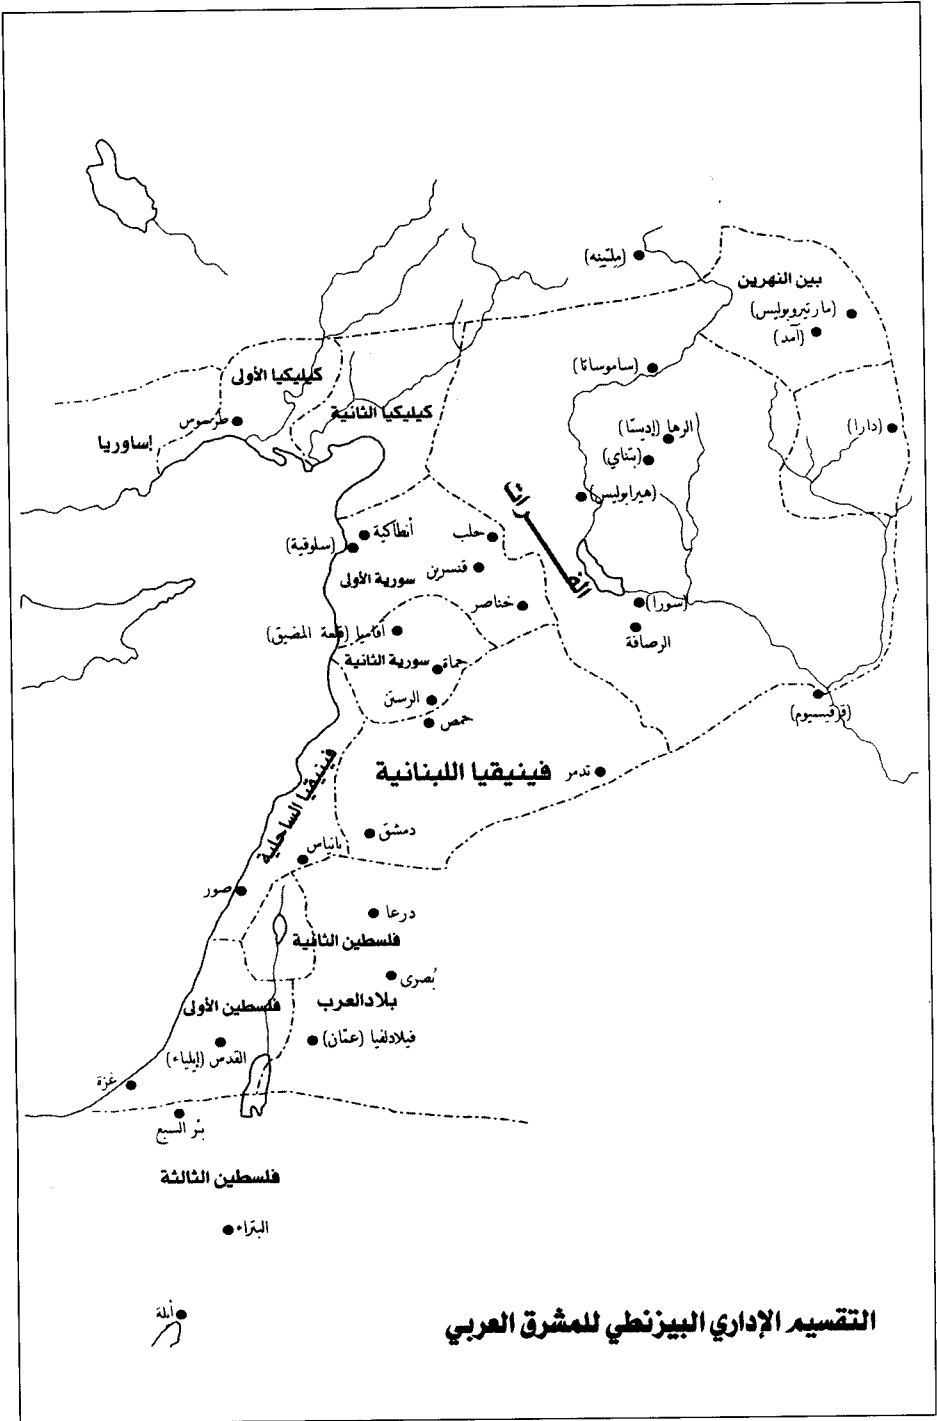 (مِلتينه)
بين النهرين
(مارتيروبوليس)
(آمد)
(ساموساتا)
كيليكيا الأولى
كيليكيا الثانية
طرسوس
إساوريا
الرها (إديسّا)
(بتناي)
(دارا)
(هيرابوليس)
الفراتا
أنطاكية
(سلوقية)
حلب
قنسرين
سورية الأولى
خناصر
(سورا)
الرصافة
أفاميا (قلعة المضيق)
سورية الثانية
حماة
الرستن
حمص
(قرقيسيوم)
فينيقيا اللبنانية
تدمر
فينيقيا الساحلية
دمشق
بانياس
صور
درعا
فلسطين الثانية
بُصرى
بلاد العرب
فلسطين الأولى
فيلادلفيا (عمّان)
القدس (إيلياء)
غزة
بئر السبع
فلسطين الثالثة
البتراء
أيلة
التقسيم الإداري البيزنطي للمشرق العربي